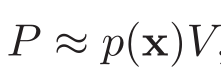 P ≈ p(𝐱)V,